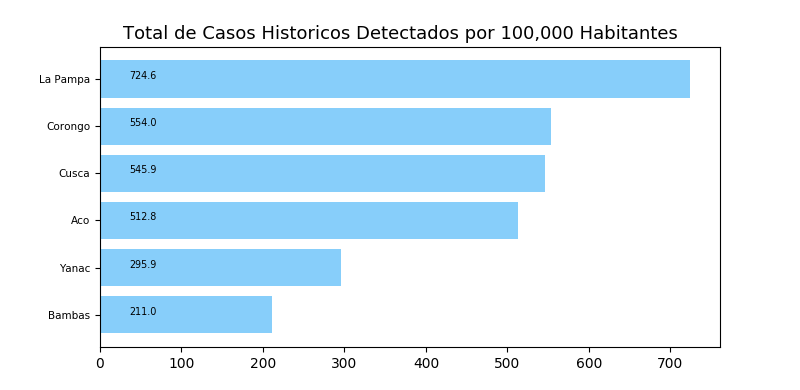 Total de Casos Historicos Detectados por 100,000 Habitantes
La Pampa 724.6
Corongo 554.0
Cusca 545.9
Aco 512.8
Yanac 295.9
Bambas 211.0
0 100 200 300 400 500 600 700